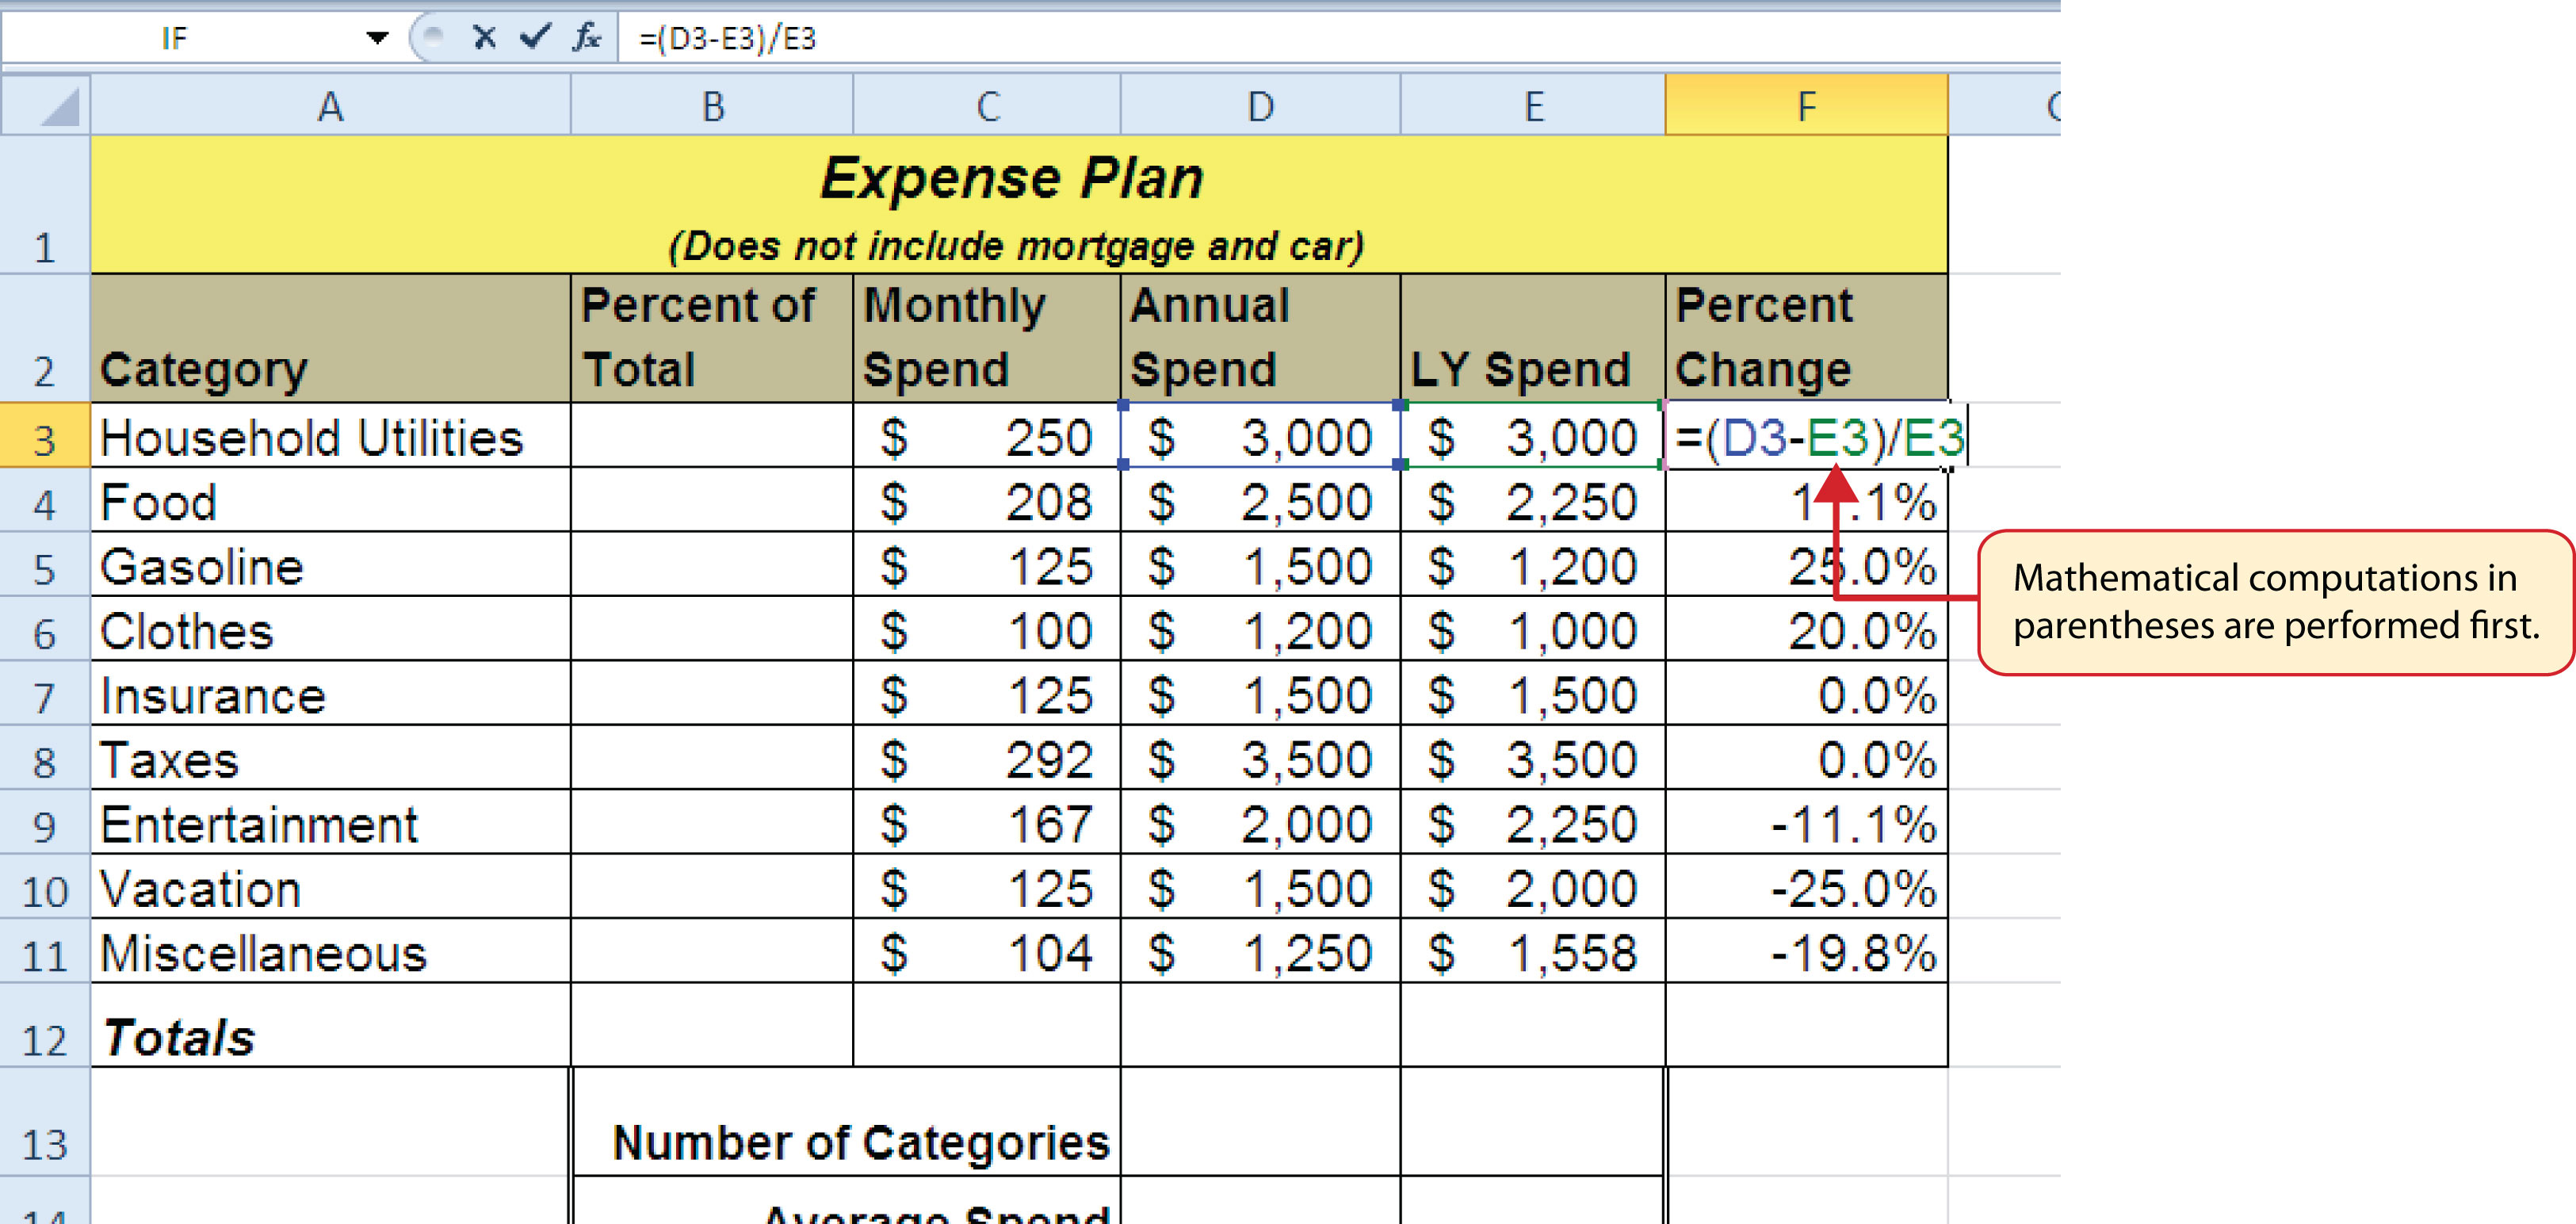 IF fx =(D3-E3)/E3
A B C D E F
Expense Plan
1 (Does not include mortgage and car)
Percent of Monthly Annual Percent
2 Category Total Spend Spend LY Spend Change
3 Household Utilities $ 250 $ 3,000 $ 3,000 =(D3-E3)/E3
4 Food $ 208 $ 2,500 $ 2,250 .1%
5 Gasoline $ 125 $ 1,500 $ 1,200 25.0%
Mathematical computations in
parentheses are performed first.
6 Clothes $ 100 $ 1,200 $ 1,000 20.0%
7 Insurance $ 125 $ 1,500 $ 1,500 0.0%
8 Taxes $ 292 $ 3,500 $ 3,500 0.0%
9 Entertainment $ 167 $ 2,000 $ 2,250 -11.1%
10 Vacation $ 125 $ 1,500 $ 2,000 -25.0%
11 Miscellaneous $ 104 $ 1,250 $ 1,558 -19.8%
12 Totals
13 Number of Categories
14 Average Spend